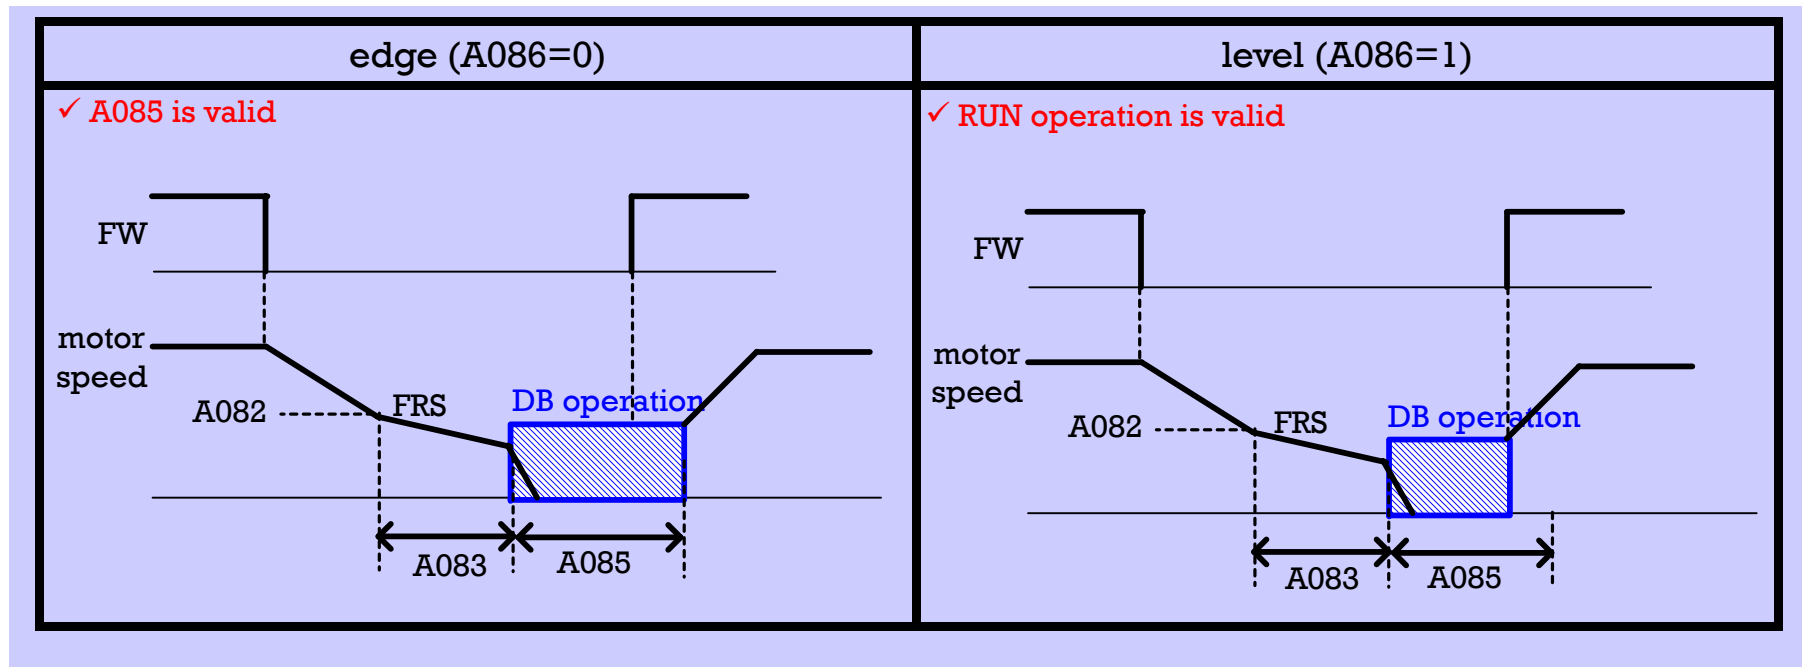 edge (A086=0)
level (A086=1)
✓ A085 is valid
FW
motor
speed
A082
FRS
DB operation
A083
A085
✓ RUN operation is valid
FW
motor
speed
A082
FRS
DB operation
A083
A085